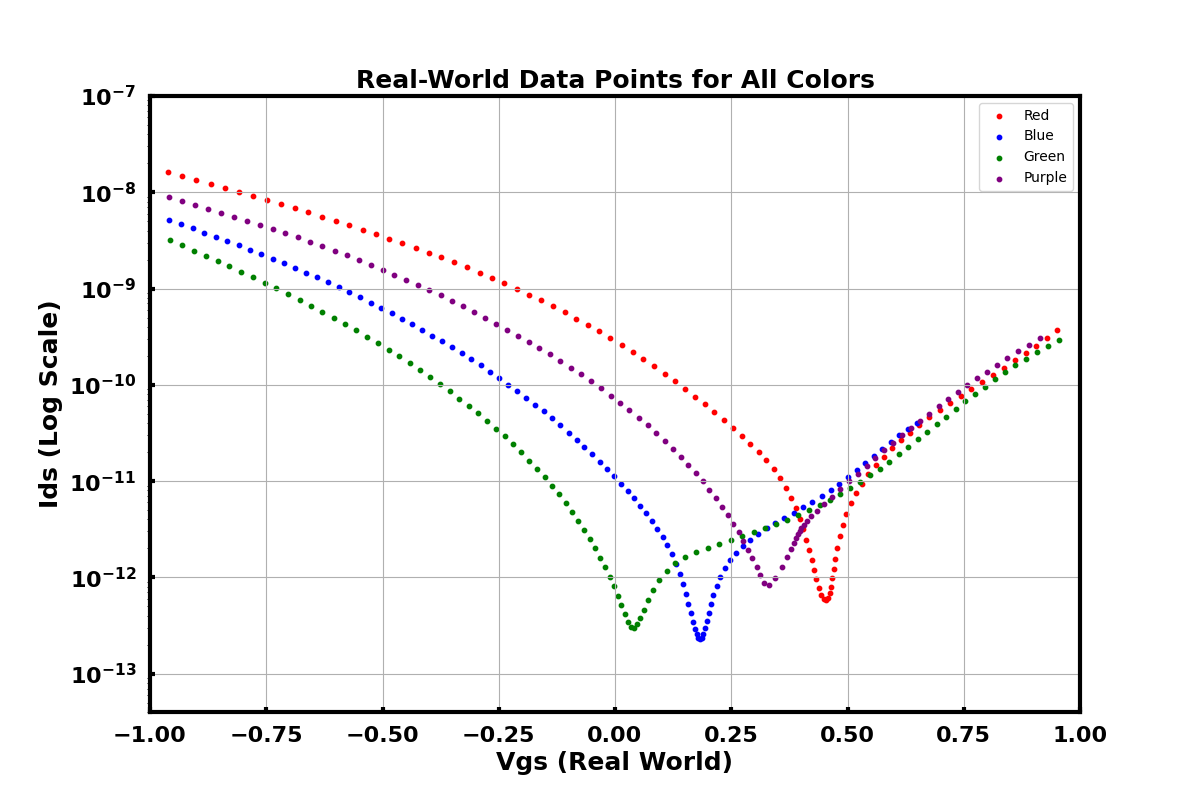 Real-World Data Points for All Colors
10⁻⁷
10⁻⁸
10⁻⁹
10⁻¹⁰
10⁻¹¹
10⁻¹²
10⁻¹³
Ids (Log Scale)
Red
Blue
Green
Purple
−1.00 −0.75 −0.50 −0.25 0.00 0.25 0.50 0.75 1.00
Vgs (Real World)